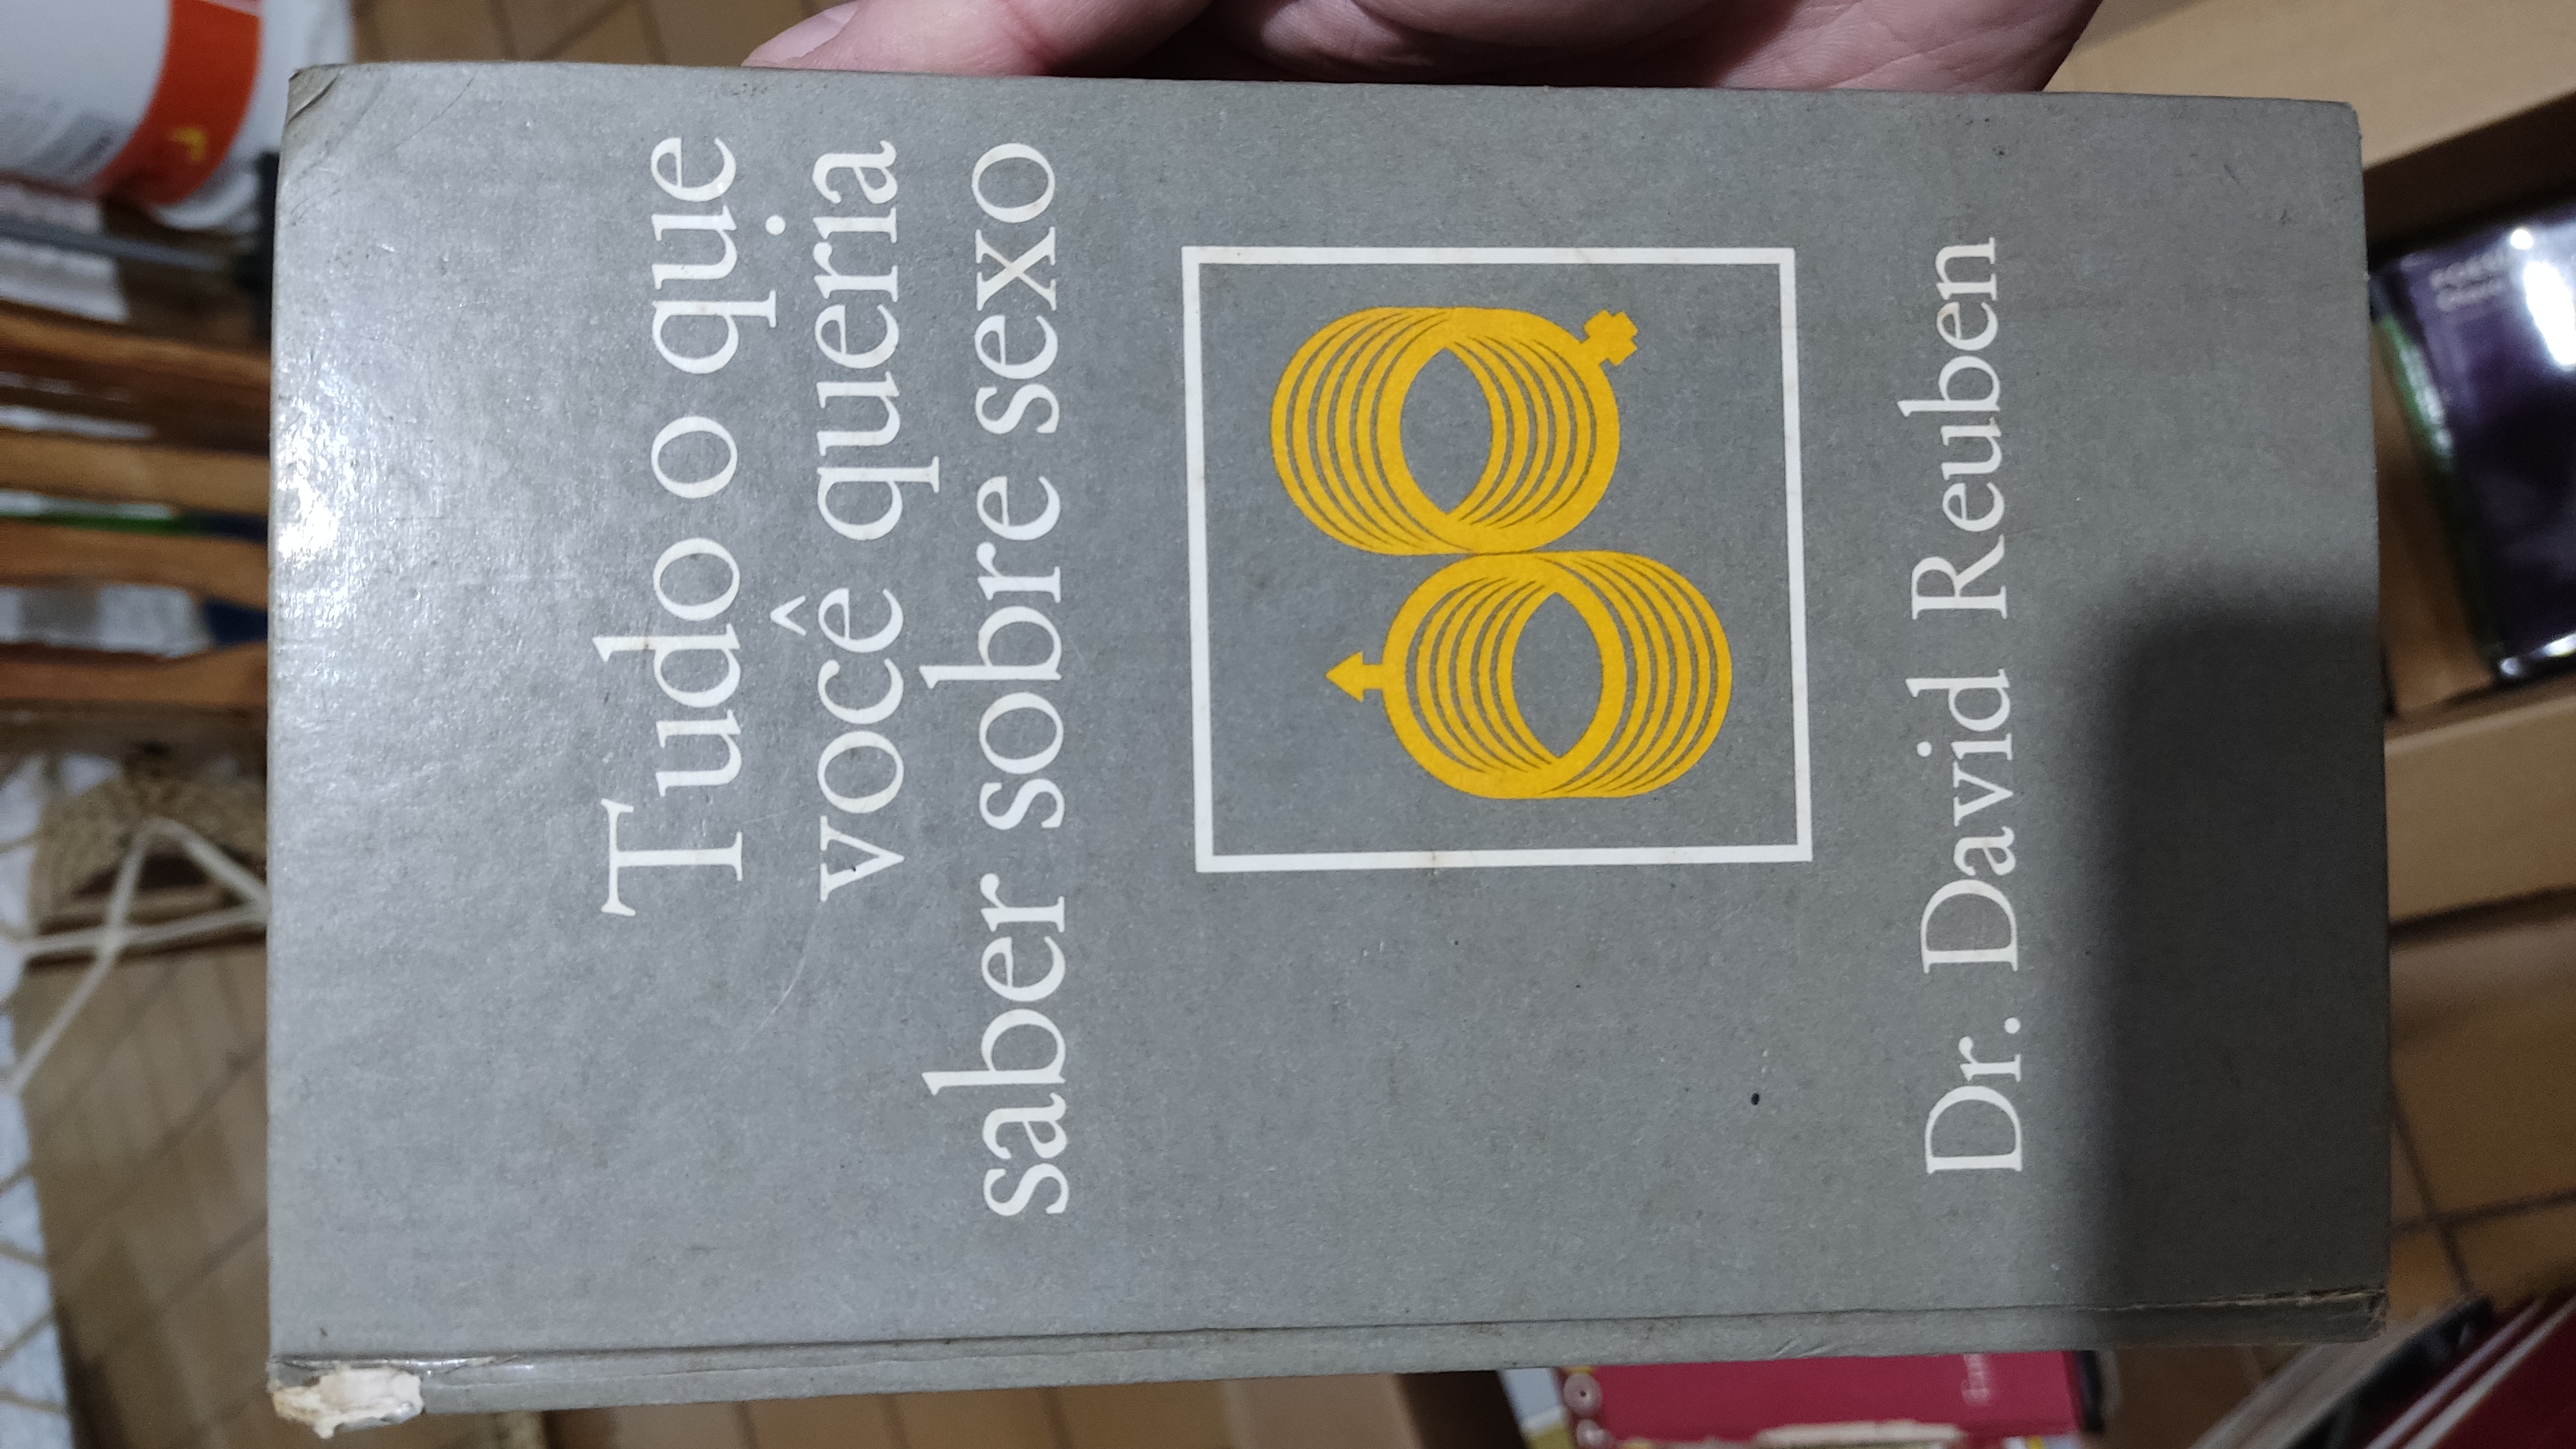 Tudo o que
você queria
saber sobre sexo
Dr. David Reuben